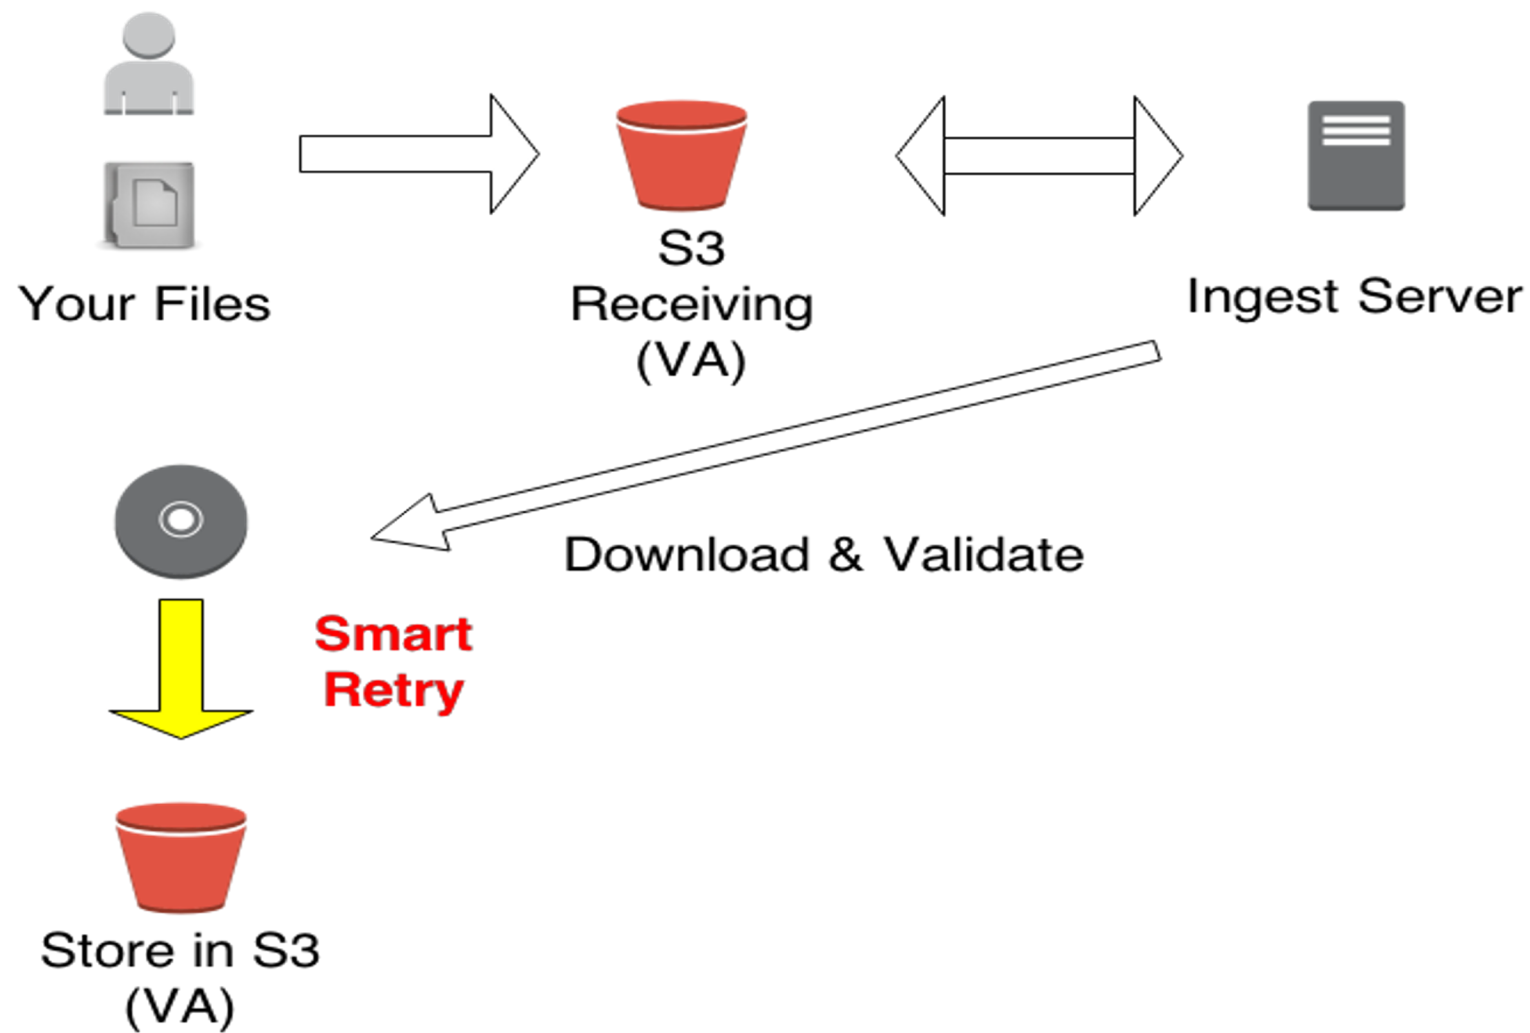 Your Files
S3
Receiving
(VA)
Ingest Server
Download & Validate
Smart
Retry
Store in S3
(VA)